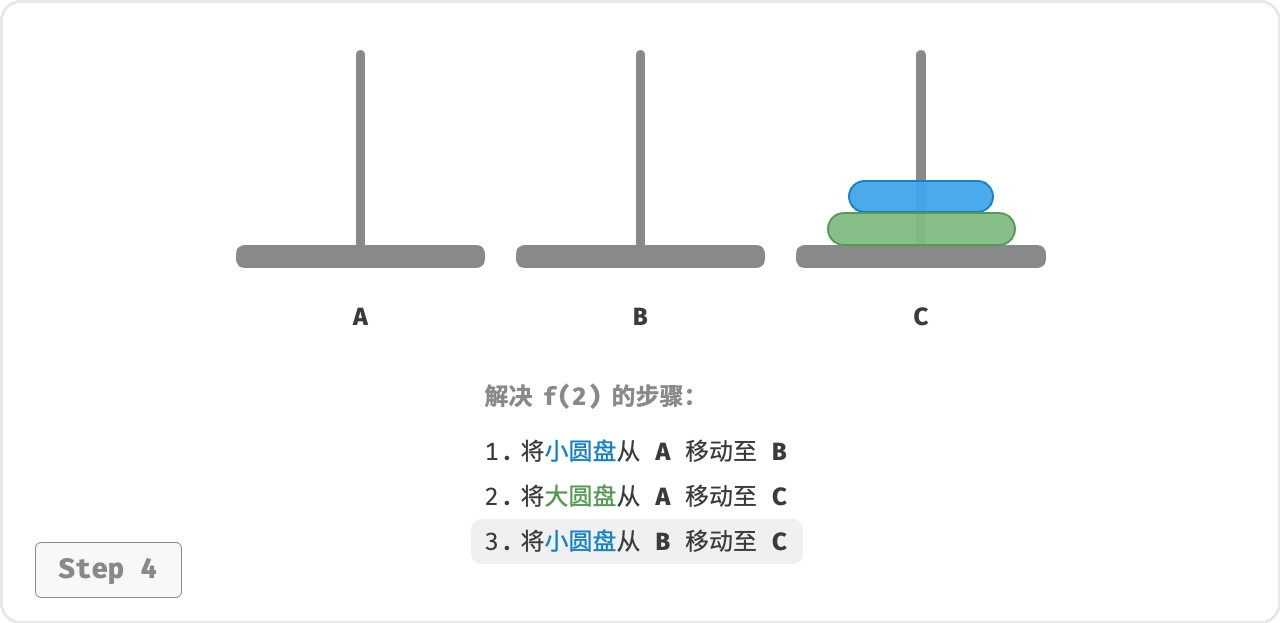 A B C
解决 f(2) 的步骤：
1. 将小圆盘从 A 移动至 B
2. 将大圆盘从 A 移动至 C
3. 将小圆盘从 B 移动至 C
Step 4